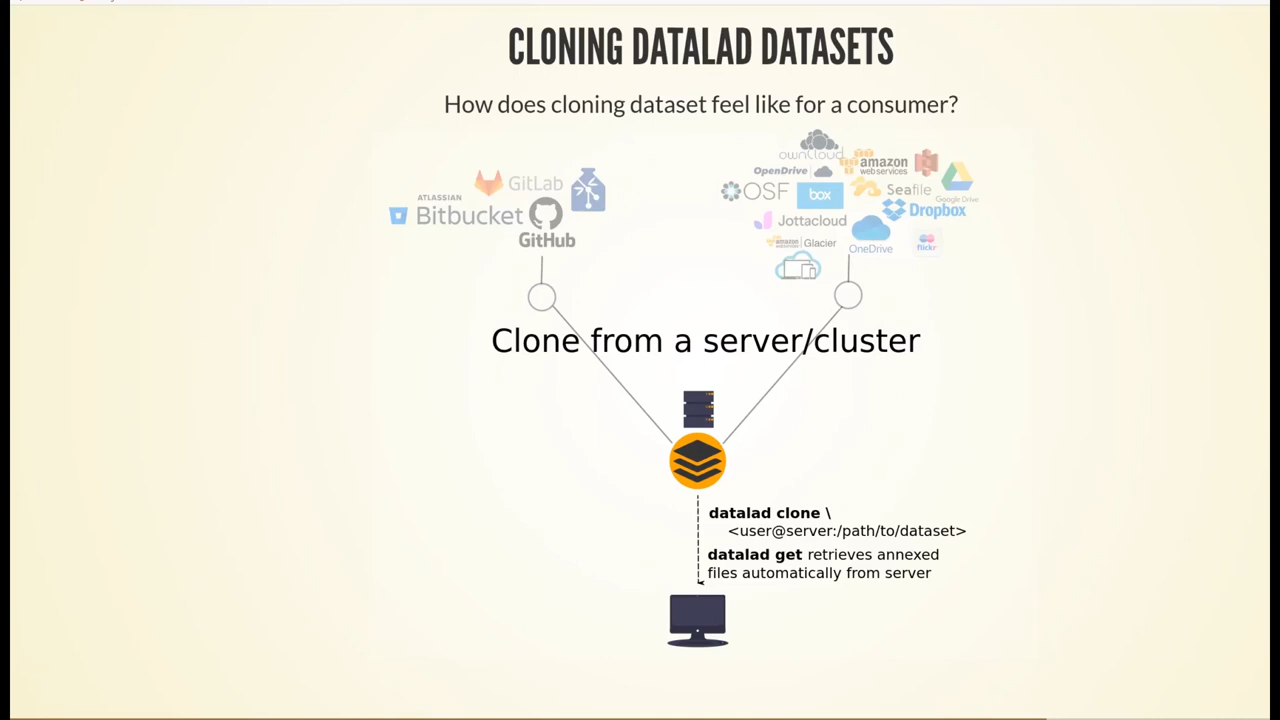 CLONING DATALAD DATASETS
How does cloning dataset feel like for a consumer?
ownCloud
OpenDrive
amazon
webservices
Google Drive
OSF
box
Seafile
Dropbox
Jottacloud
OneDrive
flickr
amazon
webservices
Glacier
GitLab
ATLASSIAN
Bitbucket
GitHub
Clone from a server/cluster
datalad clone \
<user@server:/path/to/dataset>
datalad get retrieves annexed
files automatically from server